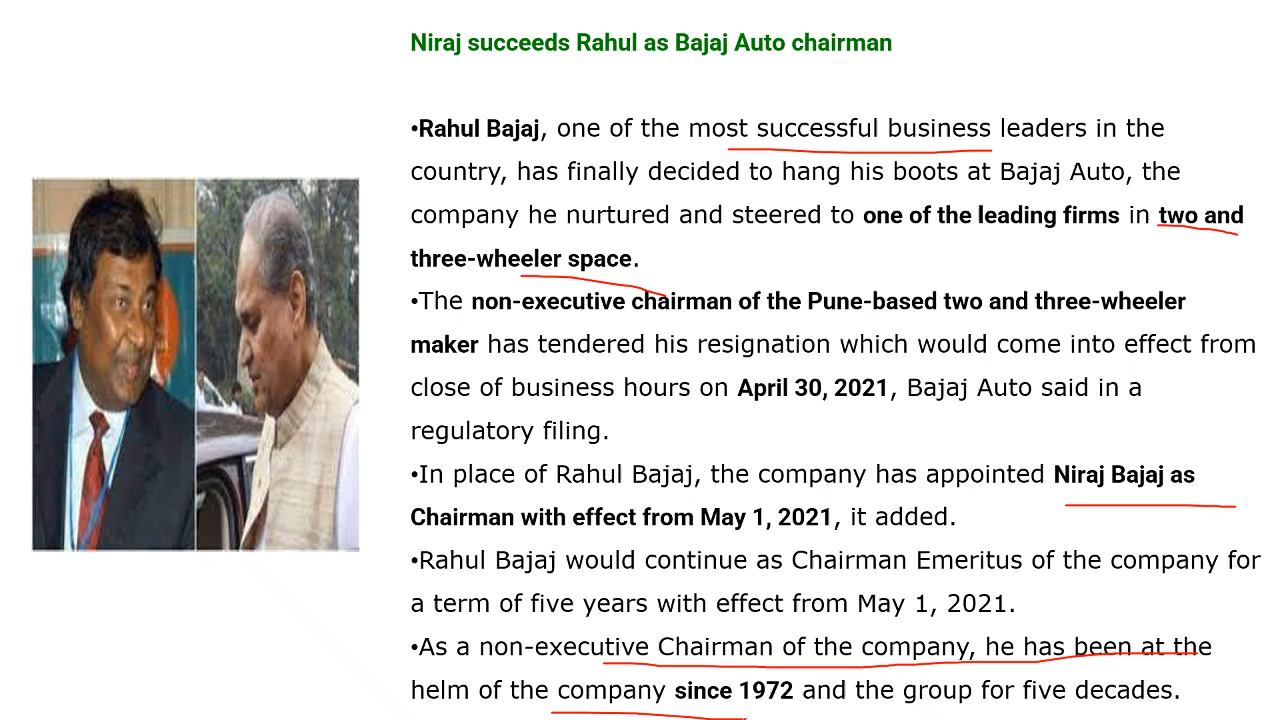 Niraj succeeds Rahul as Bajaj Auto chairman
•Rahul Bajaj, one of the most successful business leaders in the
country, has finally decided to hang his boots at Bajaj Auto, the
company he nurtured and steered to one of the leading firms in two and
three-wheeler space.
•The non-executive chairman of the Pune-based two and three-wheeler
maker has tendered his resignation which would come into effect from
close of business hours on April 30, 2021, Bajaj Auto said in a
regulatory filing.
•In place of Rahul Bajaj, the company has appointed Niraj Bajaj as
Chairman with effect from May 1, 2021, it added.
•Rahul Bajaj would continue as Chairman Emeritus of the company for
a term of five years with effect from May 1, 2021.
•As a non-executive Chairman of the company, he has been at the
helm of the company since 1972 and the group for five decades.